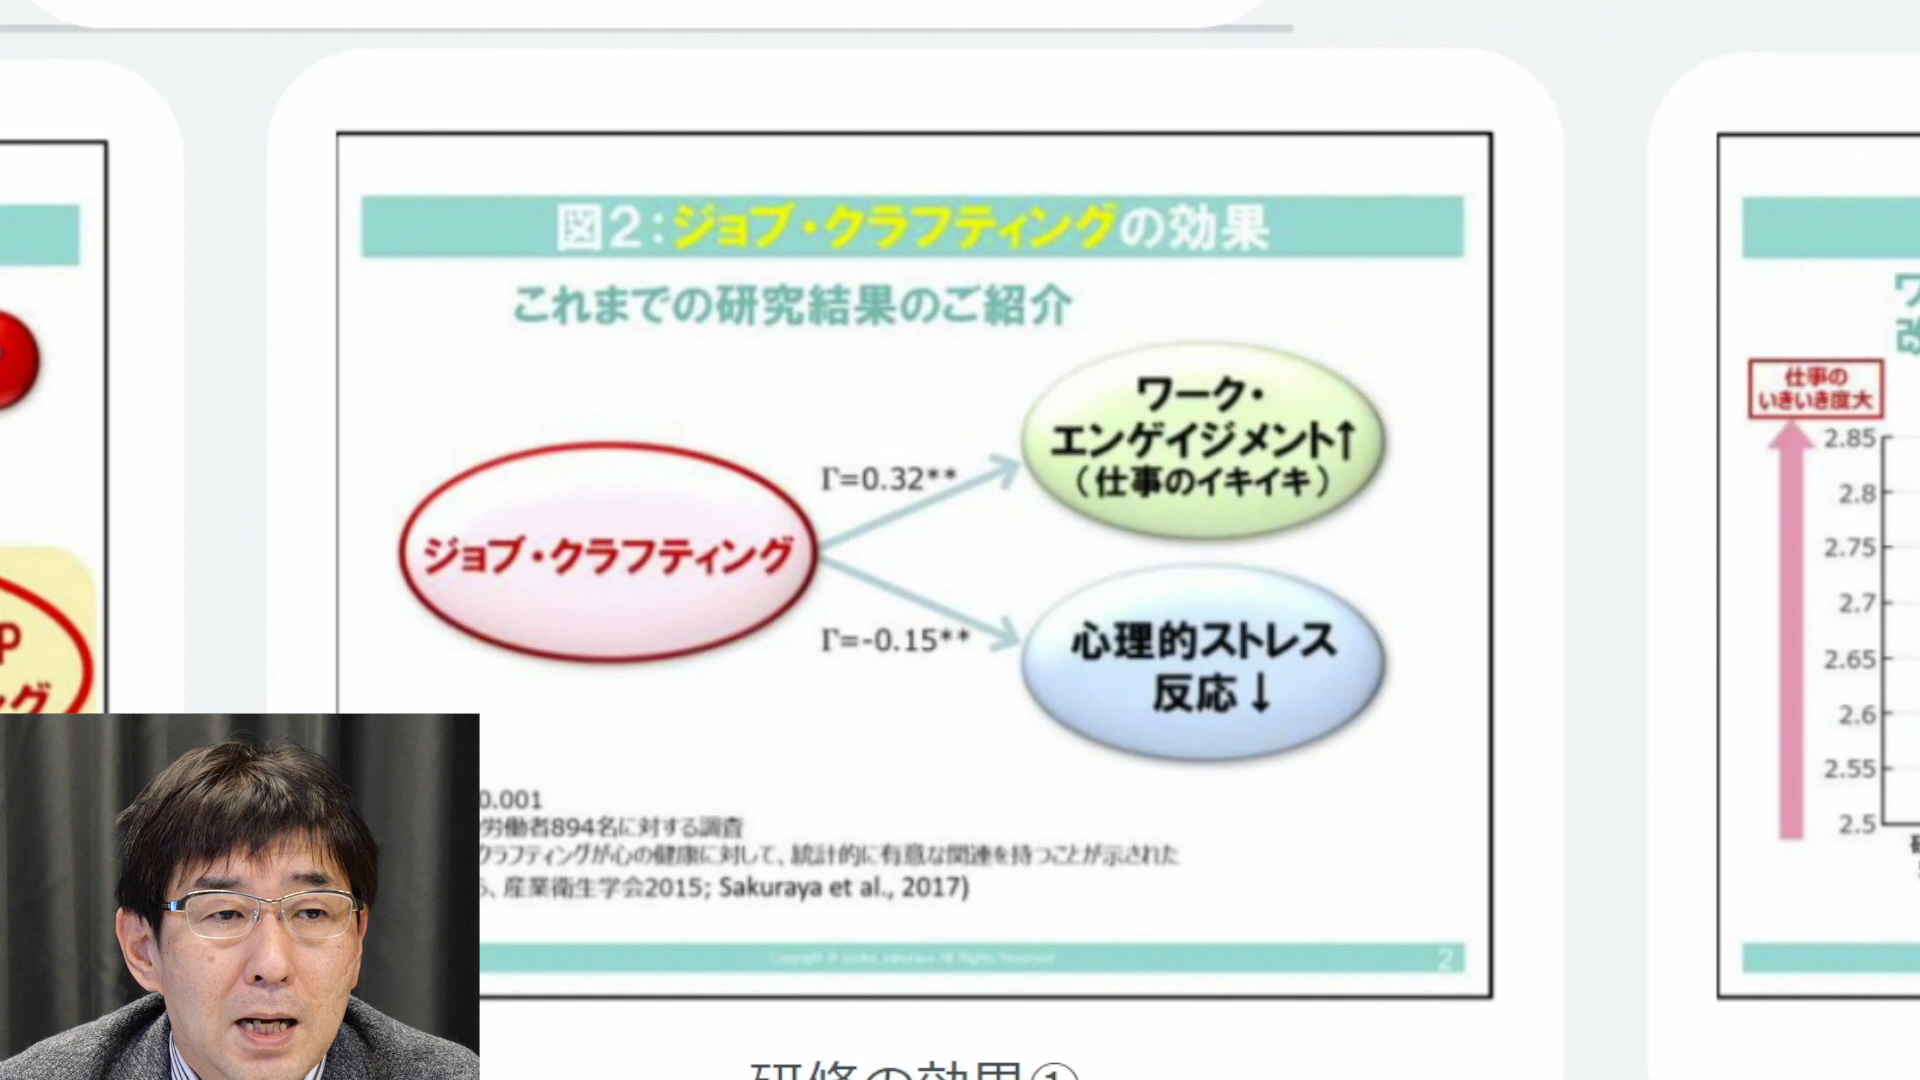 図2:ジョブ・クラフティングの効果
これまでの研究結果のご紹介
ワーク・
エンゲイジメント↑
(仕事のイキイキ)
Γ=0.32**
ジョブ・クラフティング
Γ=-0.15**
心理的ストレス
反応↓
0.001
労働者894名に対する調査
クラフティングが心の健康に対して、統計的に有意な関連を持つことが示された
、産業衛生学会2015; Sakuraya et al., 2017)
2
研修の効果①
P
グ
ワ
改
仕事の
いきいき度大
2.85
2.8
2.75
2.7
2.65
2.6
2.55
2.5